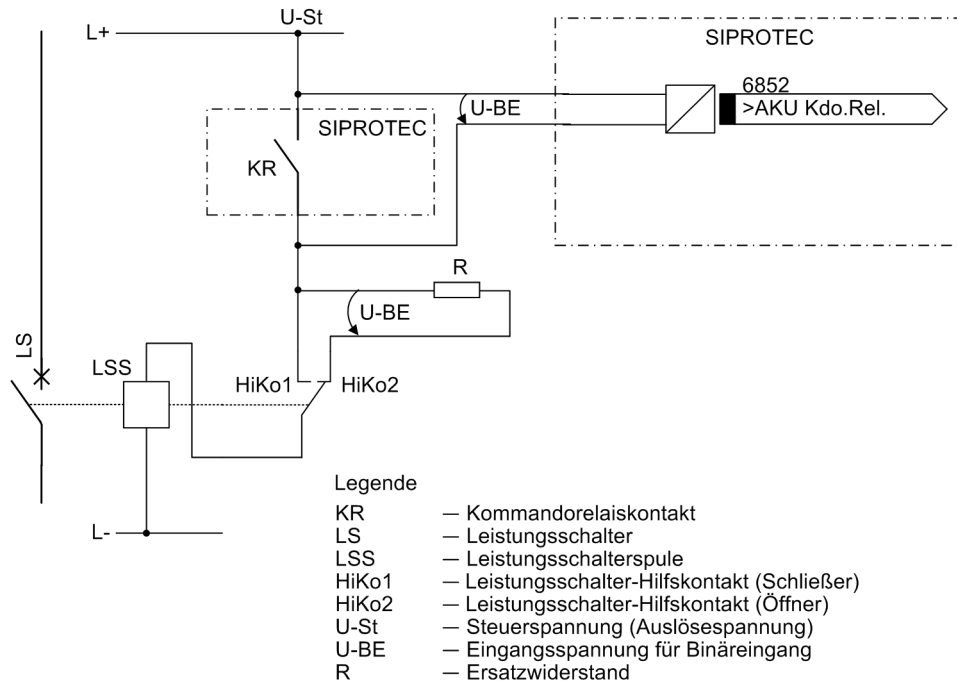 U-St
L+
SIPROTEC
6852
>AKU Kdo.Rel.
U-BE
SIPROTEC
KR
R
U-BE
LS
LSS
HiKo1
HiKo2
L-
Legende
KR — Kommandorelaiskontakt
LS — Leistungsschalter
LSS — Leistungsschalterspule
HiKo1 — Leistungsschalter-Hilfskontakt (Schließer)
HiKo2 — Leistungsschalter-Hilfskontakt (Öffner)
U-St — Steuerspannung (Auslösespannung)
U-BE — Eingangsspannung für Binäreingang
R — Ersatzwiderstand